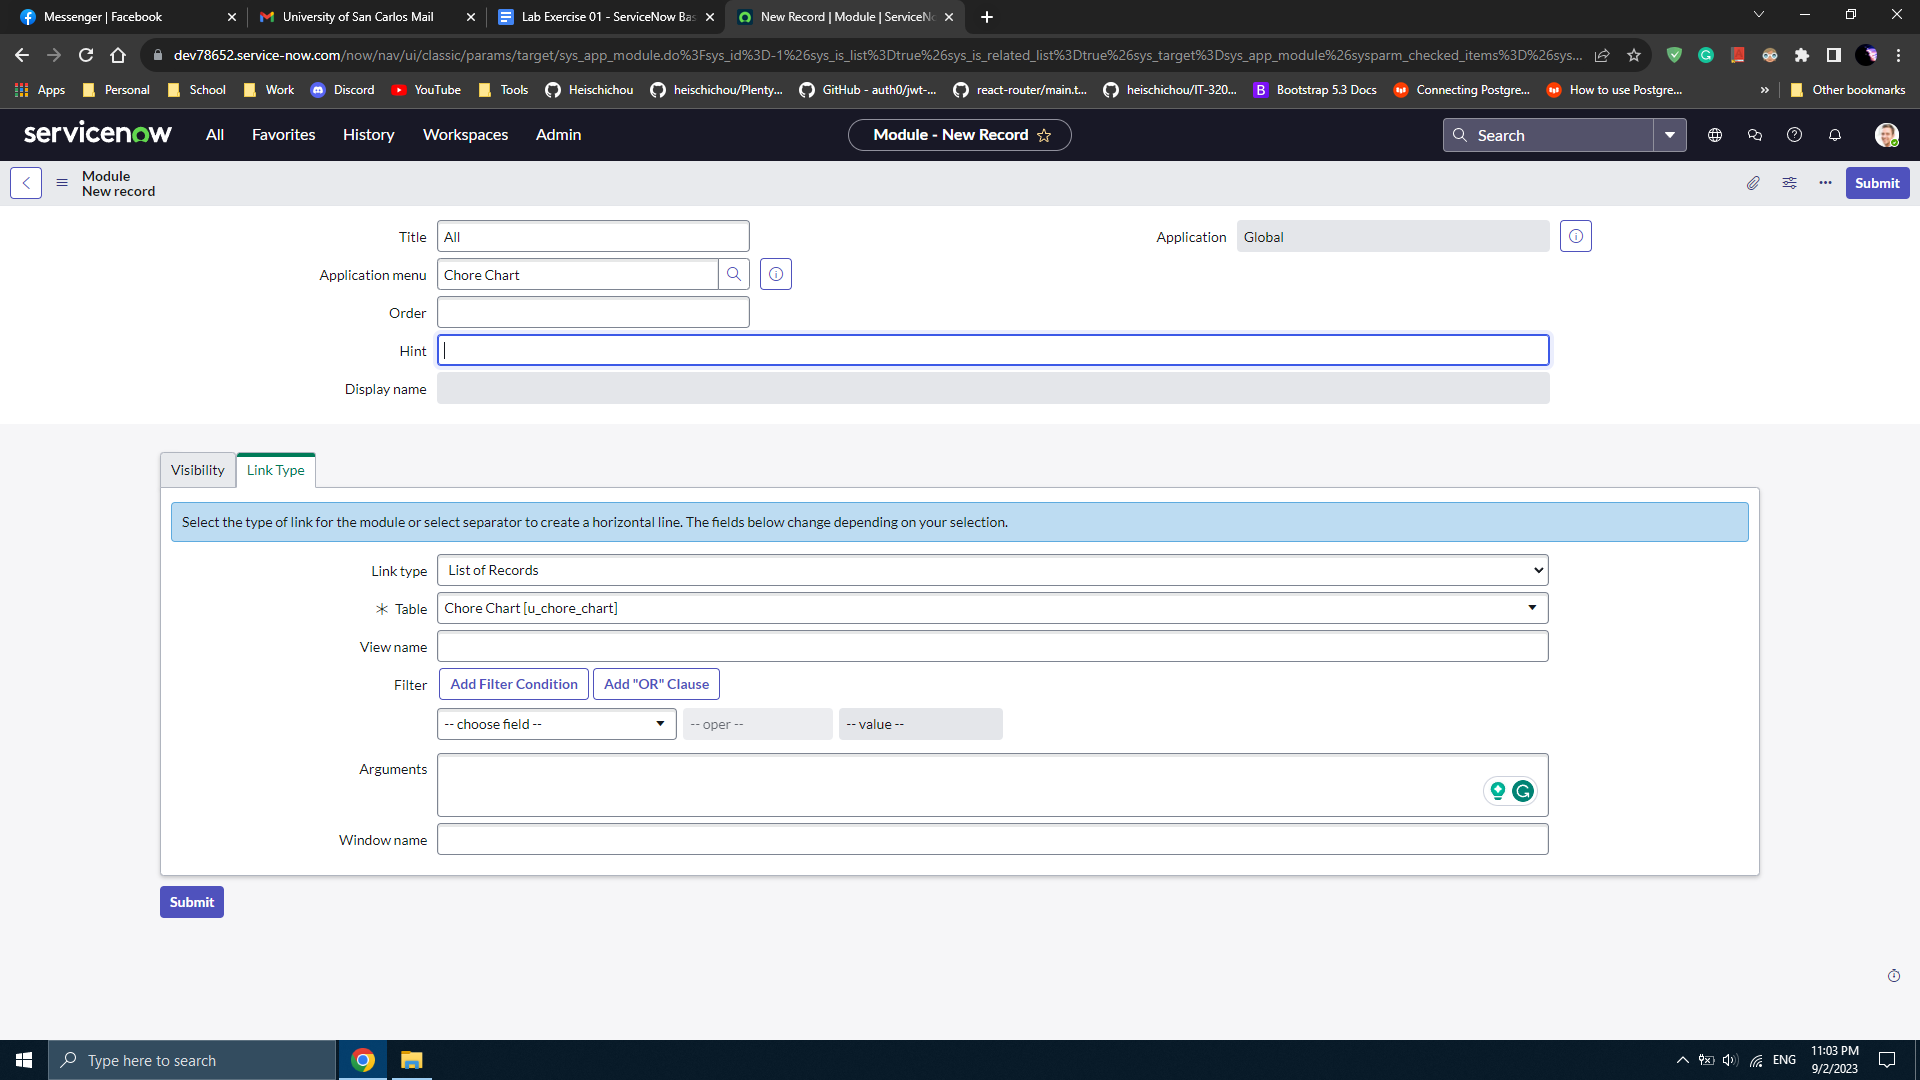 Messenger | Facebook
University of San Carlos Mail
Lab Exercise 01 - ServiceNow Bas
New Record | Module | ServiceNo
dev78652.service-now.com/now/nav/ui/classic/params/target/sys_app_module.do%3Fsys_id%3D-1%26sys_is_list%3Dtrue%26sys_is_related_list%3Dtrue%26sys_target%3Dsys_app_module%26sysparm_checked_items%3D%26sys...
Apps
Personal
School
Work
Discord
YouTube
Tools
Heischichou
heischichou/Plenty...
GitHub - auth0/jwt-...
react-router/main.t...
heischichou/IT-320...
Bootstrap 5.3 Docs
Connecting Postgre...
How to use Postgre...
»
Other bookmarks
servicenow
All
Favorites
History
Workspaces
Admin
Module - New Record
Search
Module
New record
Submit
Title
All
Application
Global
Application menu
Chore Chart
Order
Hint
Display name
Visibility
Link Type
Select the type of link for the module or select separator to create a horizontal line. The fields below change depending on your selection.
Link type
List of Records
Table
Chore Chart [u_chore_chart]
View name
Filter
Add Filter Condition
Add "OR" Clause
-- choose field --
-- oper --
-- value --
Arguments
Window name
Submit
Type here to search
ENG
11:03 PM
9/2/2023